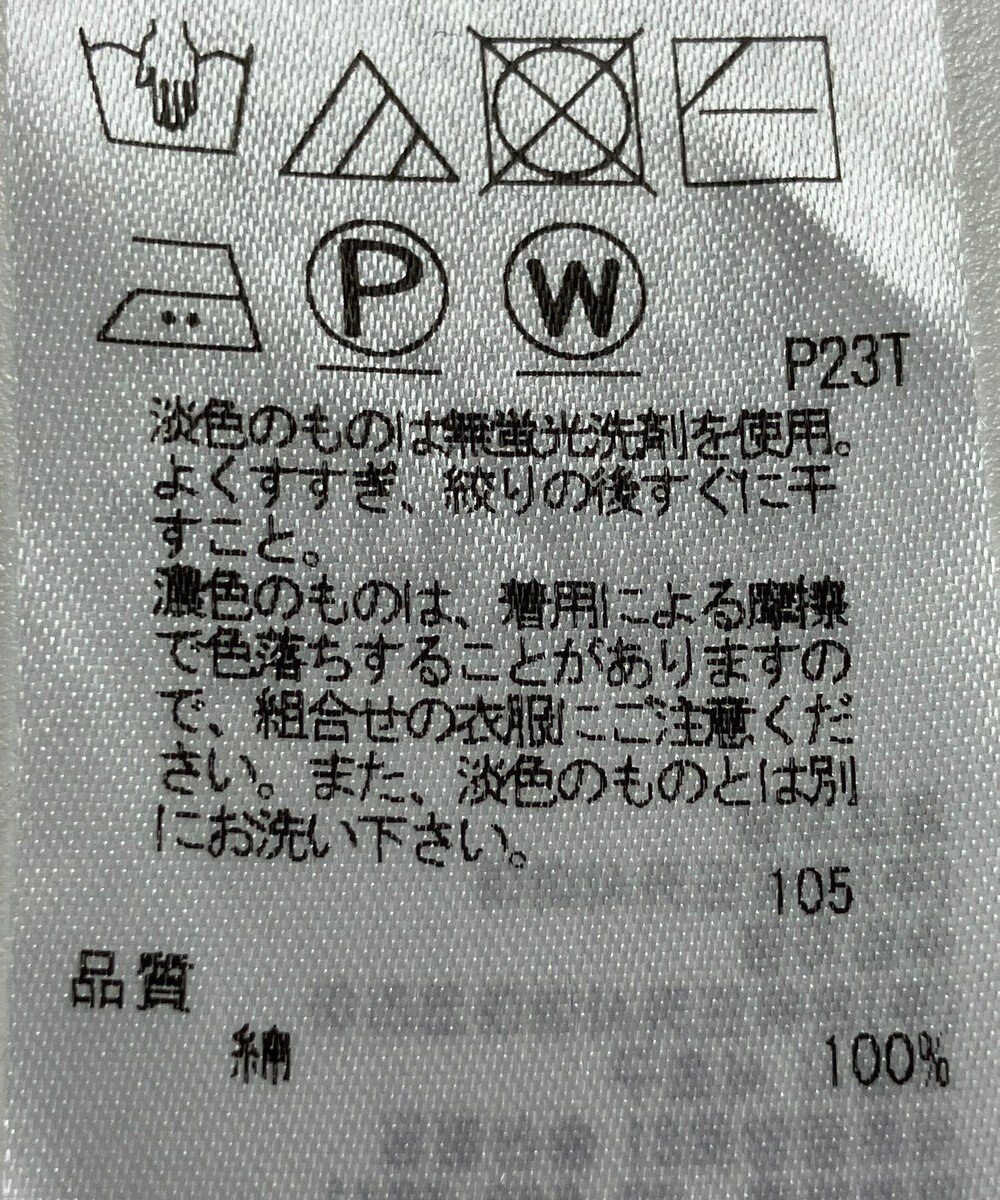 P W
P23T
淡色のものは無蛍光洗剤を使用。
よくすすぎ、絞りの後すぐに干
すこと。
濃色のものは、着用による摩擦
で色落ちすることがありますの
で、組合せの衣服にご注意くだ
さい。また、淡色のものとは別
にお洗い下さい。
105
品質
綿 100%